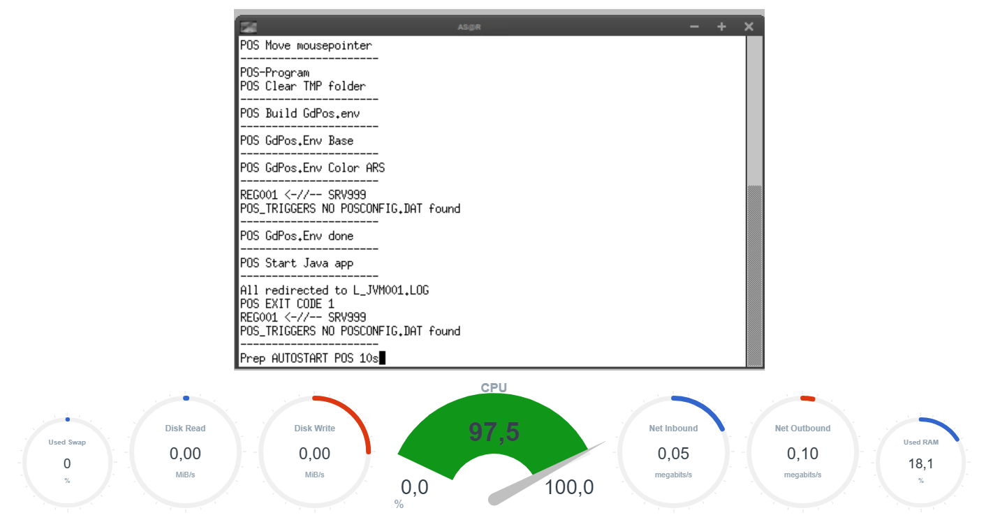 AS@R
POS Move mousepointer
----------------------
POS-Program
POS Clear TMP folder
----------------------
POS Build GdPos.env
----------------------
POS GdPos.Env Base
----------------------
POS GdPos.Env Color ARS
----------------------
REG001 <-//-- SRV999
POS_TRIGGERS NO POSCONFIG.DAT found
----------------------
POS GdPos.Env done
----------------------
POS Start Java app
----------------------
All redirected to L_JVM001.LOG
POS EXIT CODE 1
REG001 <-//-- SRV999
POS_TRIGGERS NO POSCONFIG.DAT found
----------------------
Prep AUTOSTART POS 10s
Used Swap
0
%
Disk Read
0,00
MiB/s
Disk Write
0,00
MiB/s
CPU
97,5
0,0
100,0
%
Net Inbound
0,05
megabits/s
Net Outbound
0,10
megabits/s
Used RAM
18,1
%